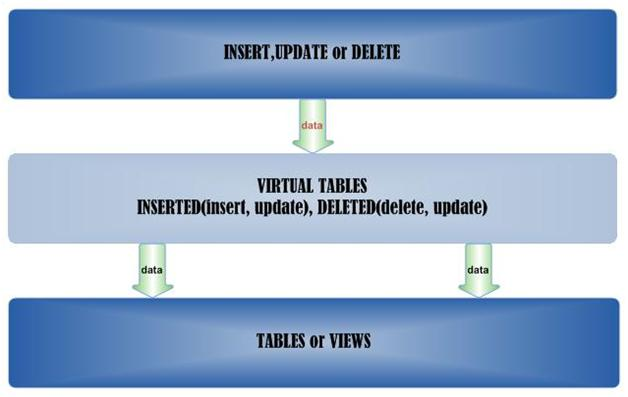 INSERT,UPDATE or DELETE
data
VIRTUAL TABLES
INSERTED(insert, update), DELETED(delete, update)
data
data
TABLES or VIEWS